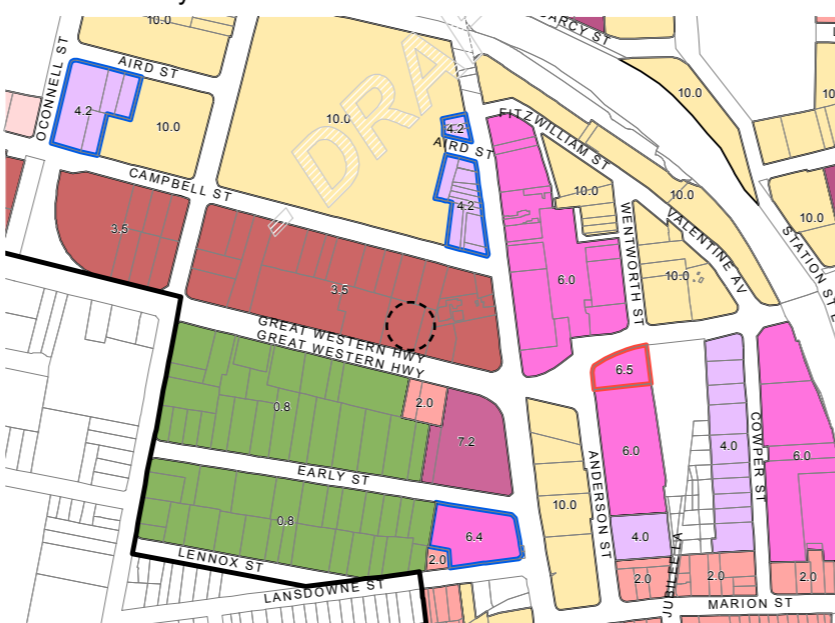 10.0
ARCY ST
OCONNELL ST
AIRD ST
4.2
10.0
10.0
DRA
4.2
AIRD ST
4.2
FITZWILLIAM ST
10.0
10
10.0
10.0
10.0
CAMPBELL ST
3.5
3.5
6.0
WENTWORTH ST
VALENTINE AV
10.0
STATION ST E
GREAT WESTERN HWY
GREAT WESTERN HWY
6.5
0.8
2.0
7.2
6.0
4.0
COWPER ST
6.0
EARLY ST
ANDERSON ST
10.0
0.8
6.4
4.0
2.0
LENNOX ST
LANSDOWNE ST
2.0
JUBILEE LA
2.0
2.0
MARION ST